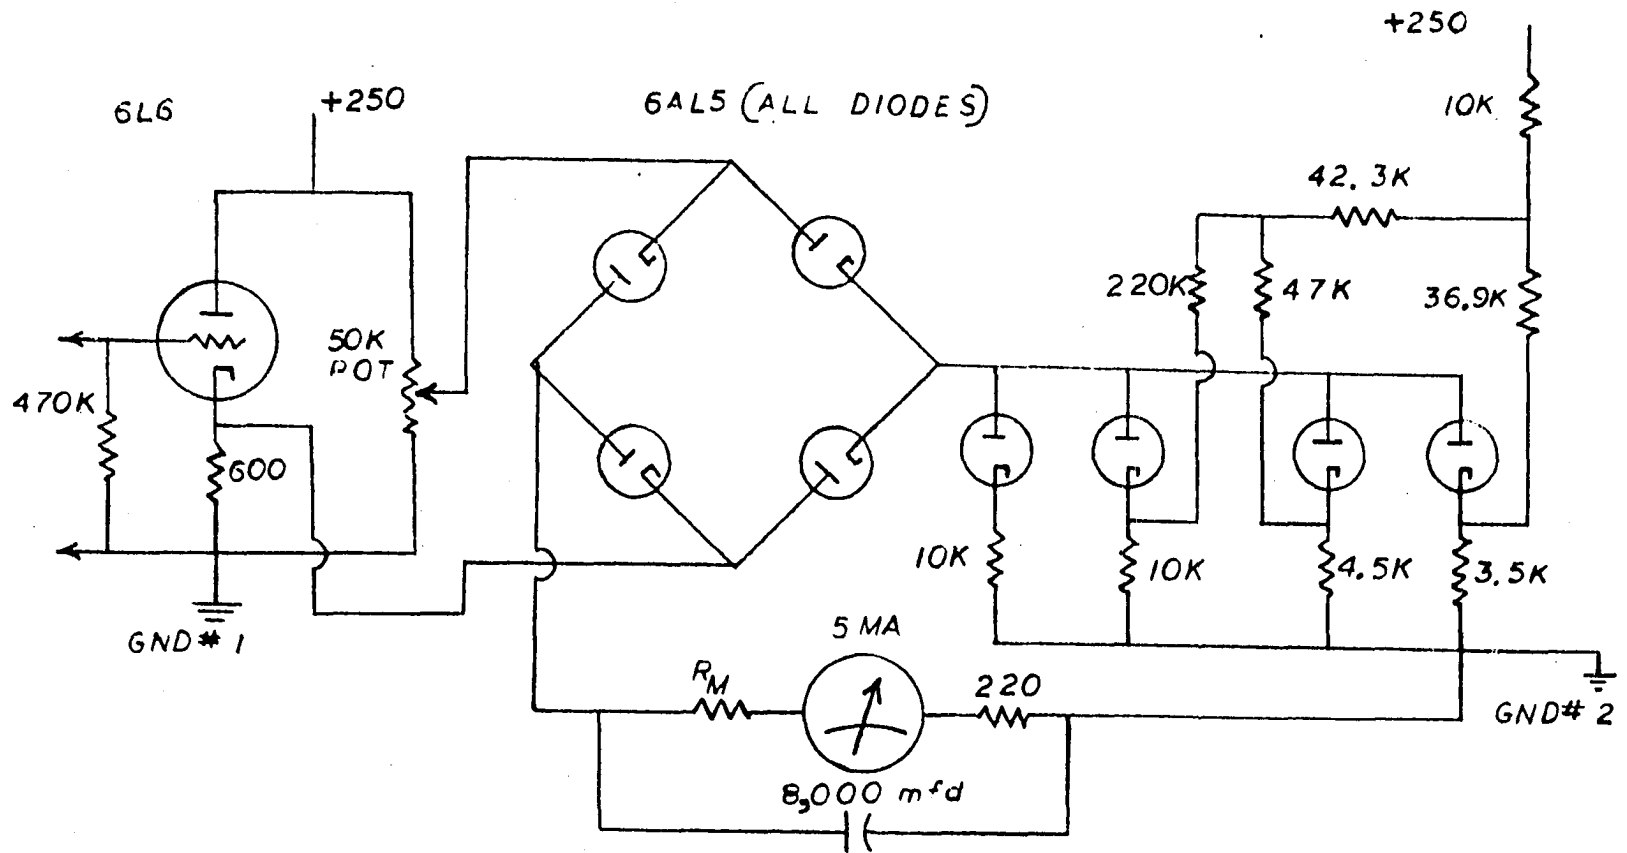 +250
6L6
+250
6AL5 (ALL DIODES)
10K
42.3K
220K
47K
36.9K
50K
POT
470K
600
10K
10K
4.5K
3.5K
GND# 1
5 MA
RM
220
GND# 2
8,000 mfd